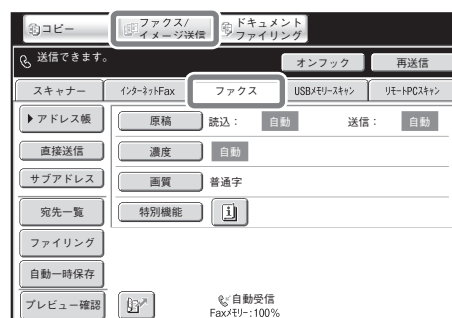 コピー
ファクス/
イメージ送信
ドキュメント
ファイリング
送信できます。
オンフック
再送信
スキャナー
インターネットFax
ファクス
USBメモリースキャン
リモートPCスキャン
アドレス帳
原稿
読込：
自動
送信：
自動
直接送信
濃度
自動
サブアドレス
画質
普通字
宛先一覧
特別機能
ファイリング
自動一時保存
プレビュー確認
自動受信
Faxメモリー:100%